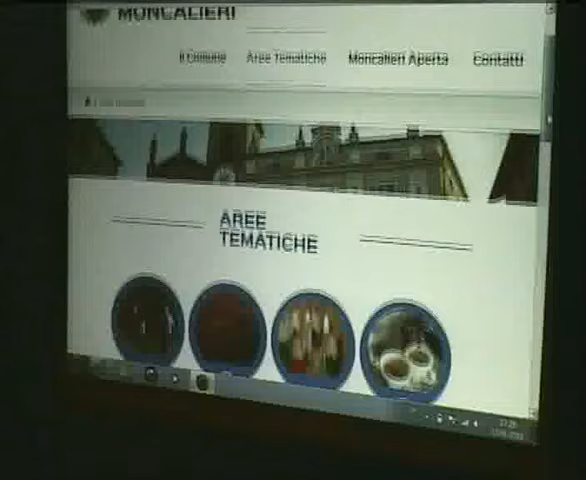 MONCALIERI
Il Comune Aree Tematiche Moncalieri Aperta Contatti
AREE
TEMATICHE